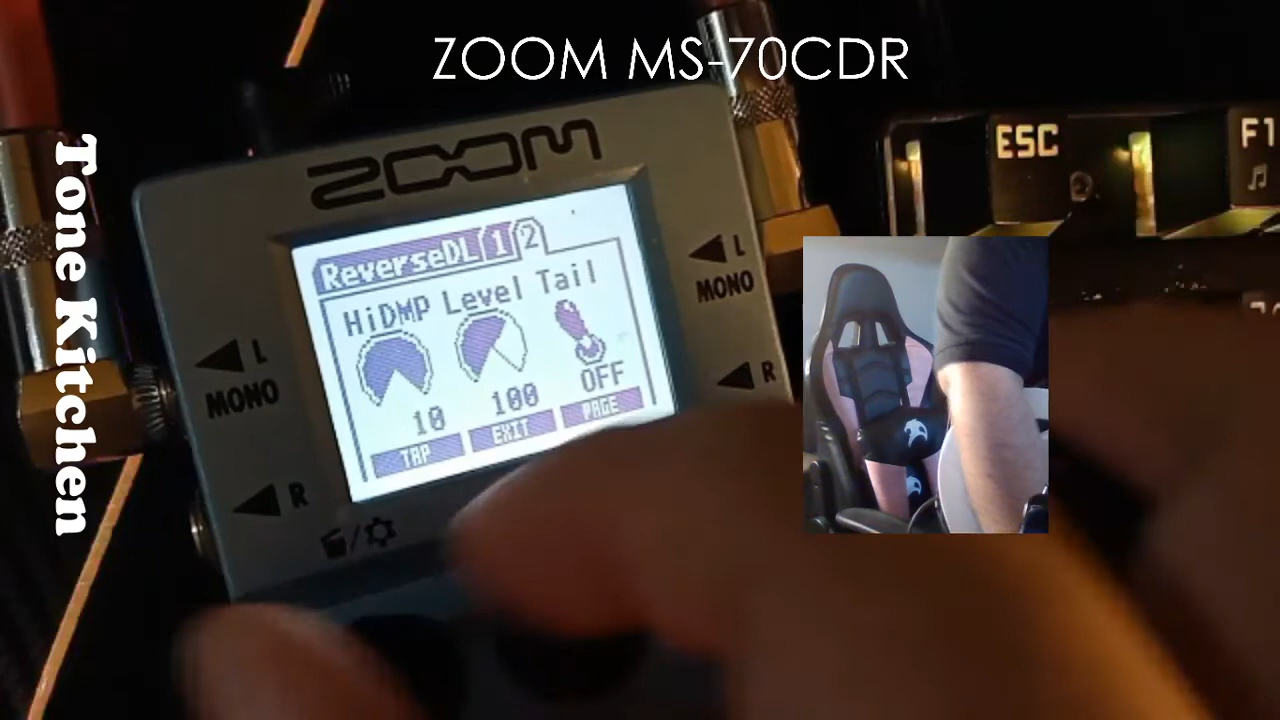 ZOOM MS-70CDR
Tone Kitchen
ZOOM
ReverseDL 1 2
HiDMP Level Tail
10 100 OFF
TAP EXIT PAGE
L
MONO
R
L
MONO
R
ESC
F1